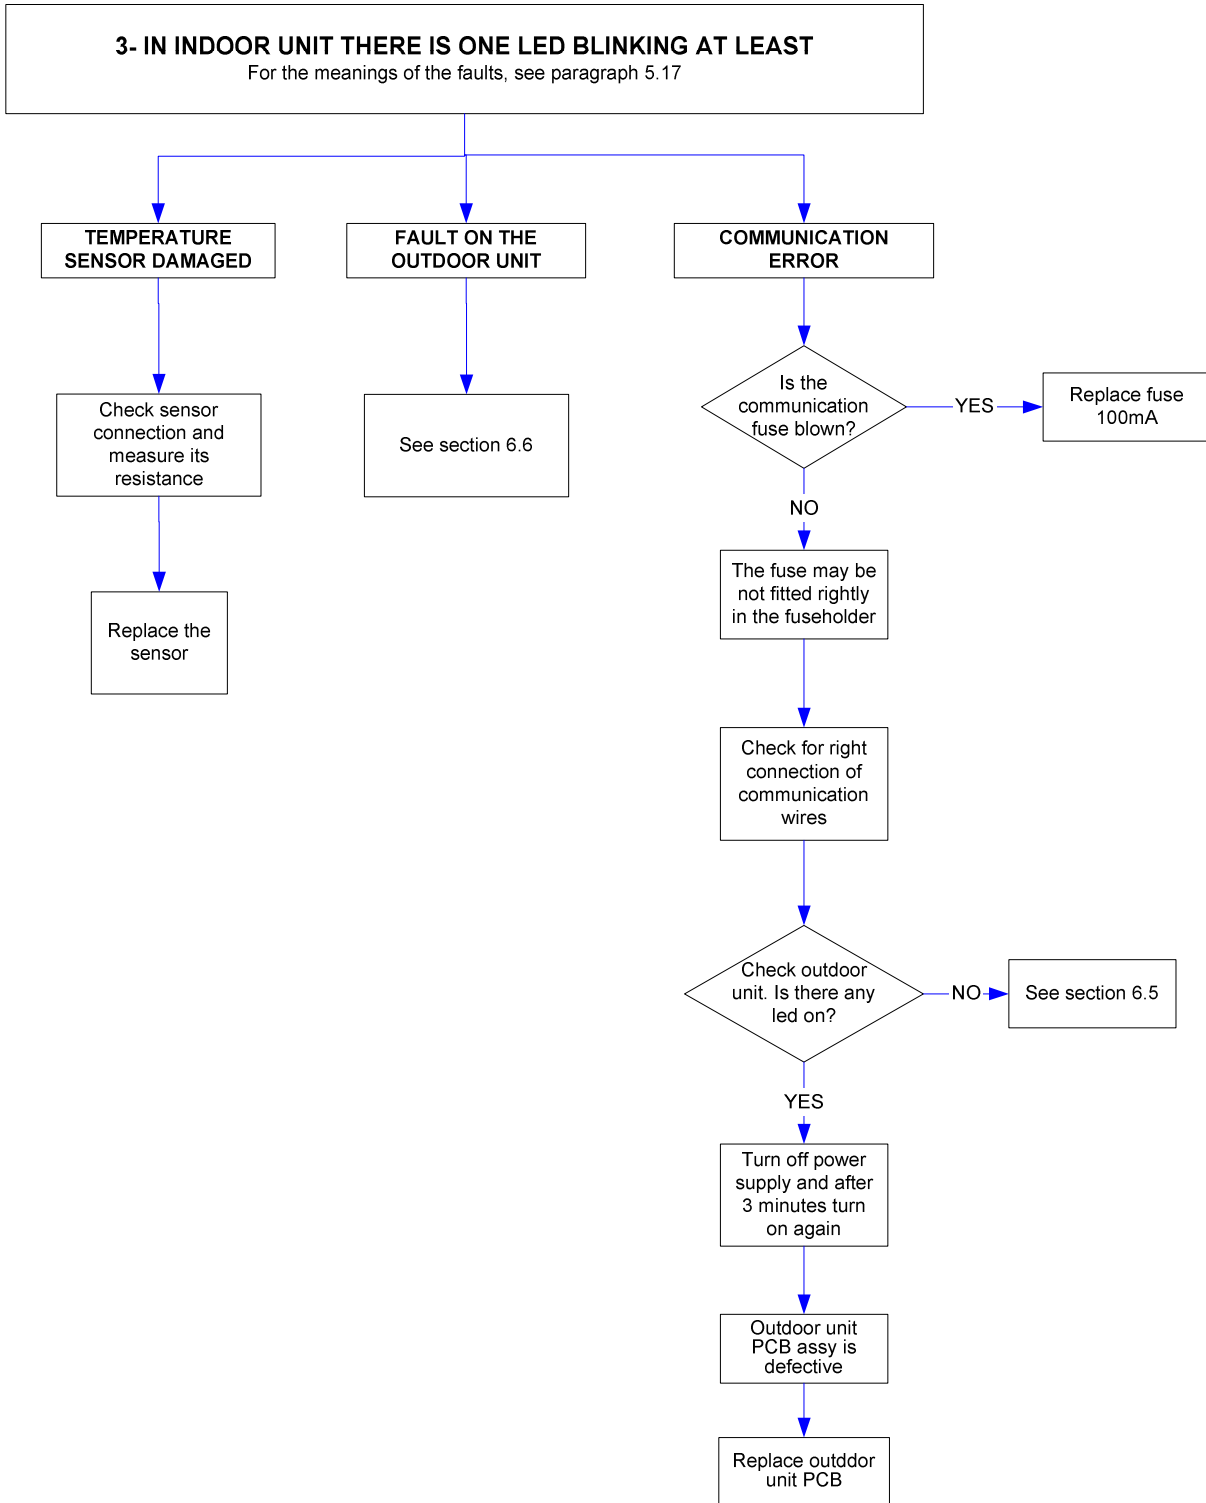 3- IN INDOOR UNIT THERE IS ONE LED BLINKING AT LEAST
For the meanings of the faults, see paragraph 5.17
TEMPERATURE
SENSOR DAMAGED
FAULT ON THE
OUTDOOR UNIT
COMMUNICATION
ERROR
Check sensor
connection and
measure its
resistance
Replace the
sensor
See section 6.6
Is the
communication
fuse blown?
YES
Replace fuse
100mA
NO
The fuse may be
not fitted rightly
in the fuseholder
Check for right
connection of
communication
wires
Check outdoor
unit. Is there any
led on?
NO
See section 6.5
YES
Turn off power
supply and after
3 minutes turn
on again
Outdoor unit
PCB assy is
defective
Replace outddor
unit PCB